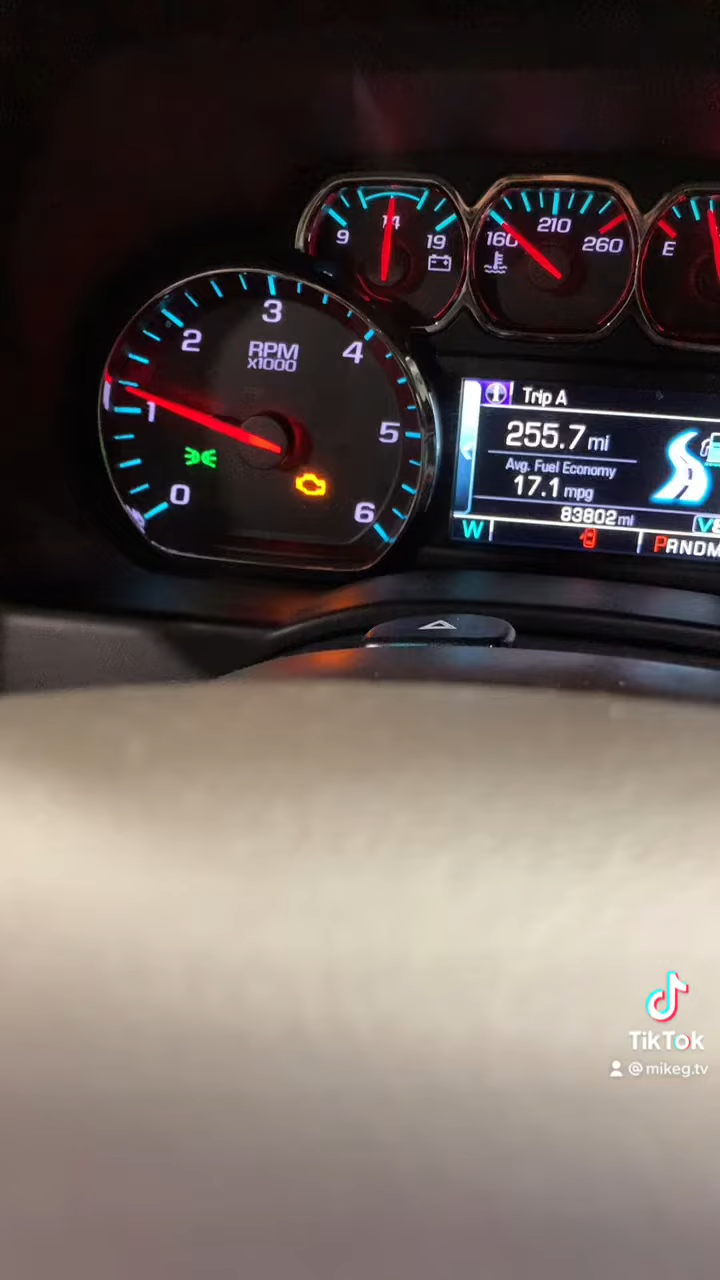 9
14
19
160
210
260
E
3
2
4
RPM
x1000
1
5
0
6
Trip A
255.7 mi
Avg. Fuel Economy
17.1 mpg
83802 mi
W
PRNDM
TikTok
@mikeg.tv